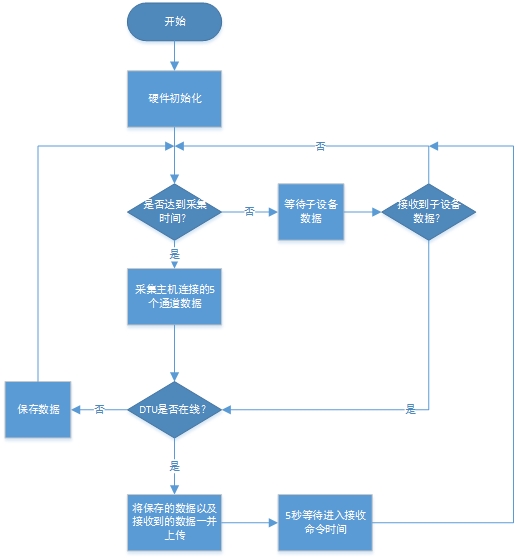 开始
硬件初始化
否
是否达到采集
时间?
否
等待子设备
数据
接收到子设备
数据?
是
采集主机连接的5
个通道数据
保存数据
否
DTU是否在线?
是
是
将保存的数据以及
接收到的数据一并
上传
5秒等待进入接收
命令时间